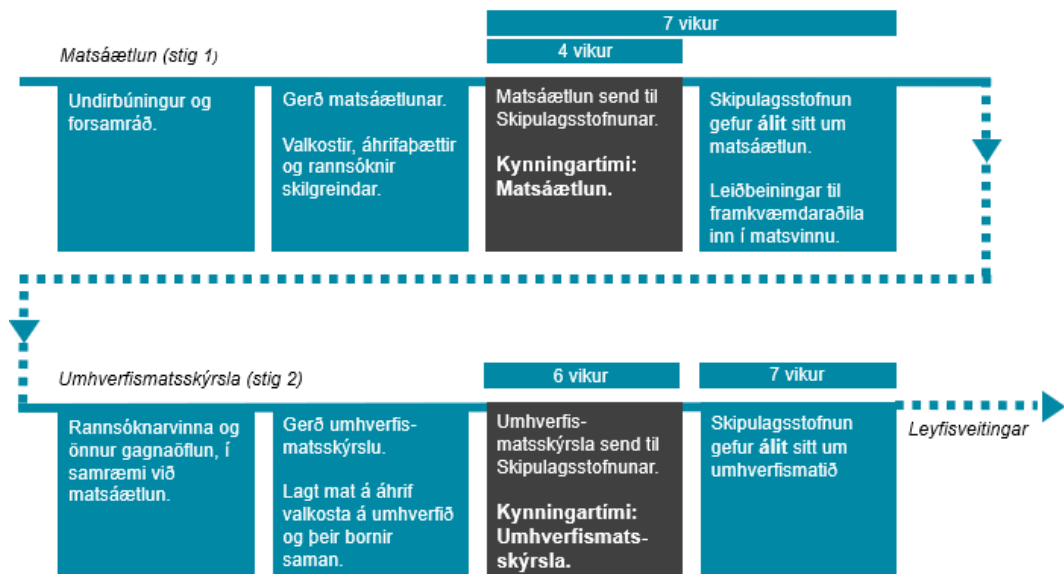 7 vikur
Matsáætlun (stig 1)
4 vikur
Undirbúningur og
forsamráð.
Gerð matsáætlunar.
Valkostir, áhrifaþættir
og rannsóknir
skilgreindar.
Matsáætlun send til
Skipulagsstofnunar.
Kynningartími:
Matsáætlun.
Skipulagsstofnun
gefur álit sitt um
matsáætlun.
Leiðbeiningar til
framkvæmdaraðila
inn í matsvinnu.
Umhverfismatsskýrsla (stig 2)
6 vikur
7 vikur
Rannsóknarvinna og
önnur gagnaöflun, í
samræmi við
matsáætlun.
Gerð umhverfis-
matsskýrslu.
Lagt mat á áhrif
valkosta á umhverfið
og þeir bornir
saman.
Umhverfis-
matsskýrsla send til
Skipulagsstofnunar.
Kynningartími:
Umhverfismats-
skýrsla.
Skipulagsstofnun
gefur álit sitt um
umhverfismatið
Leyfisveitingar